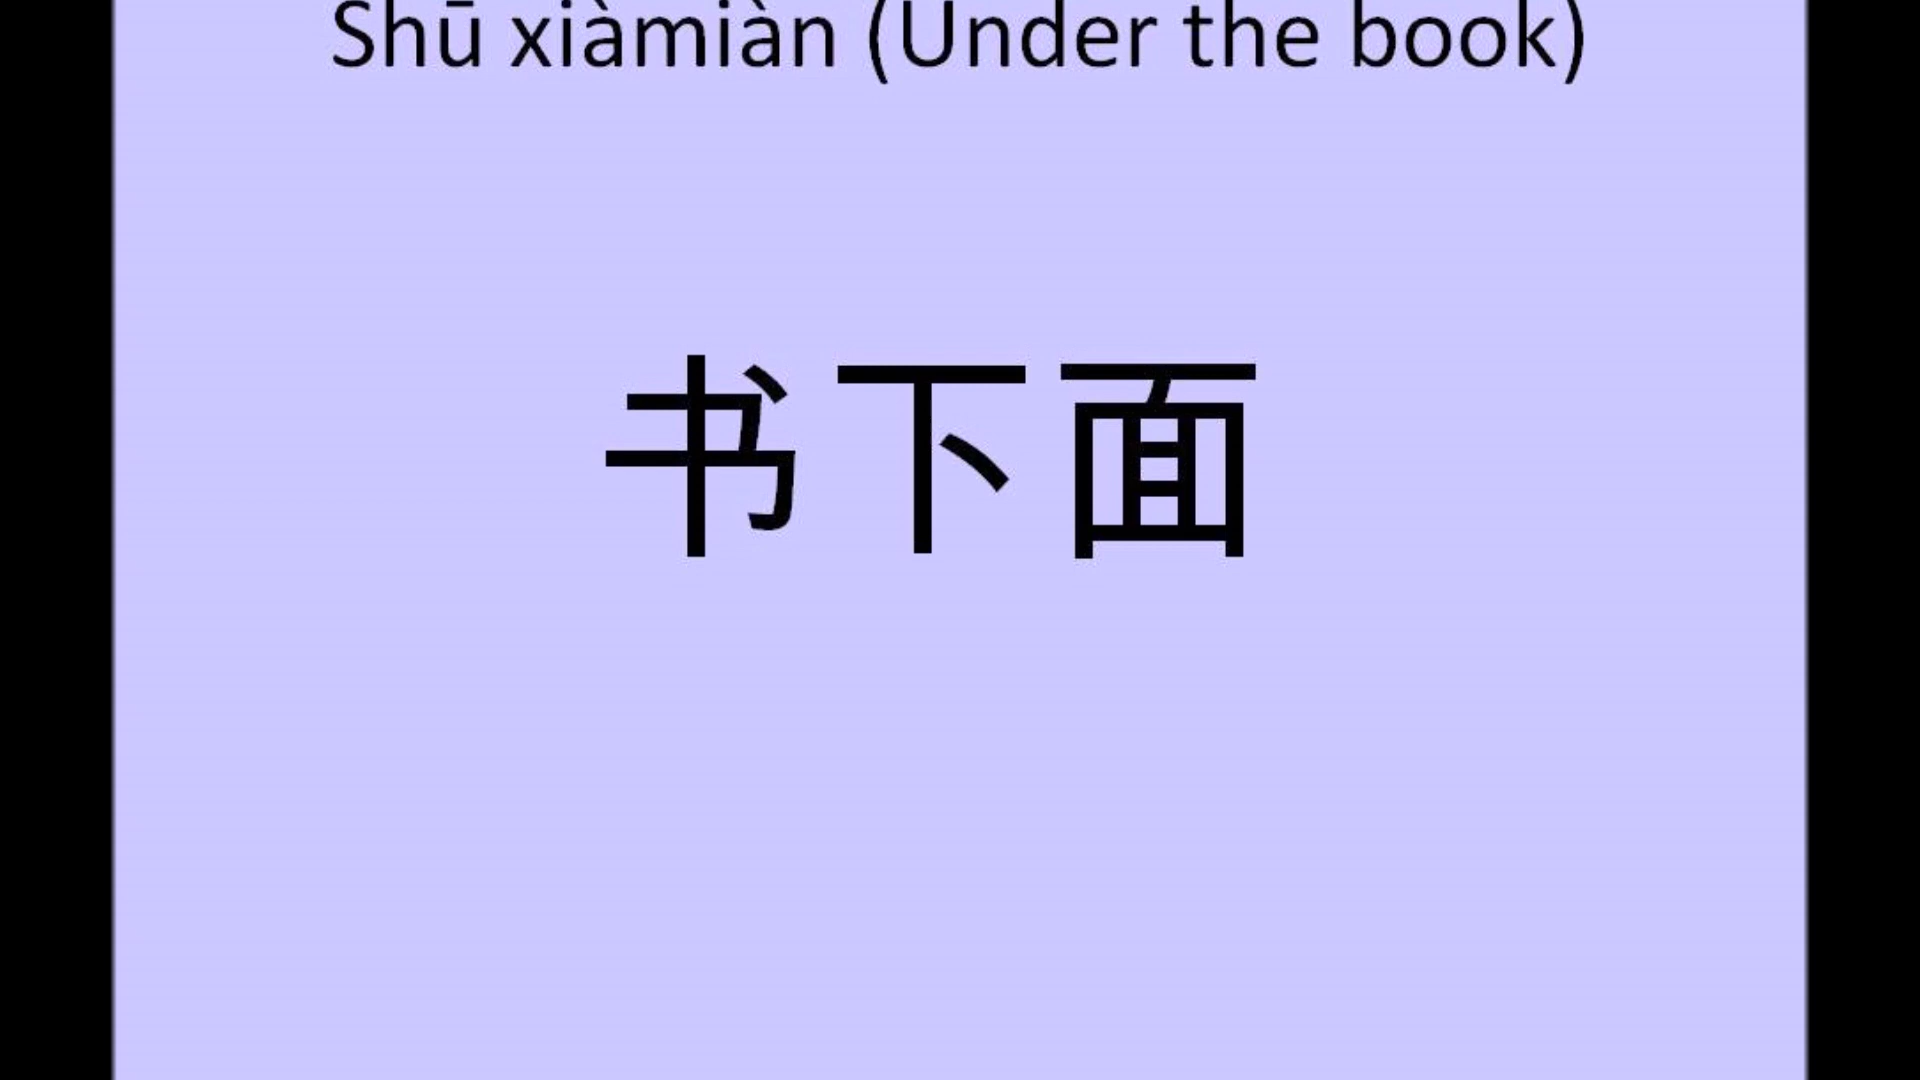 Shū xiàmiàn (Under the book)
书下面